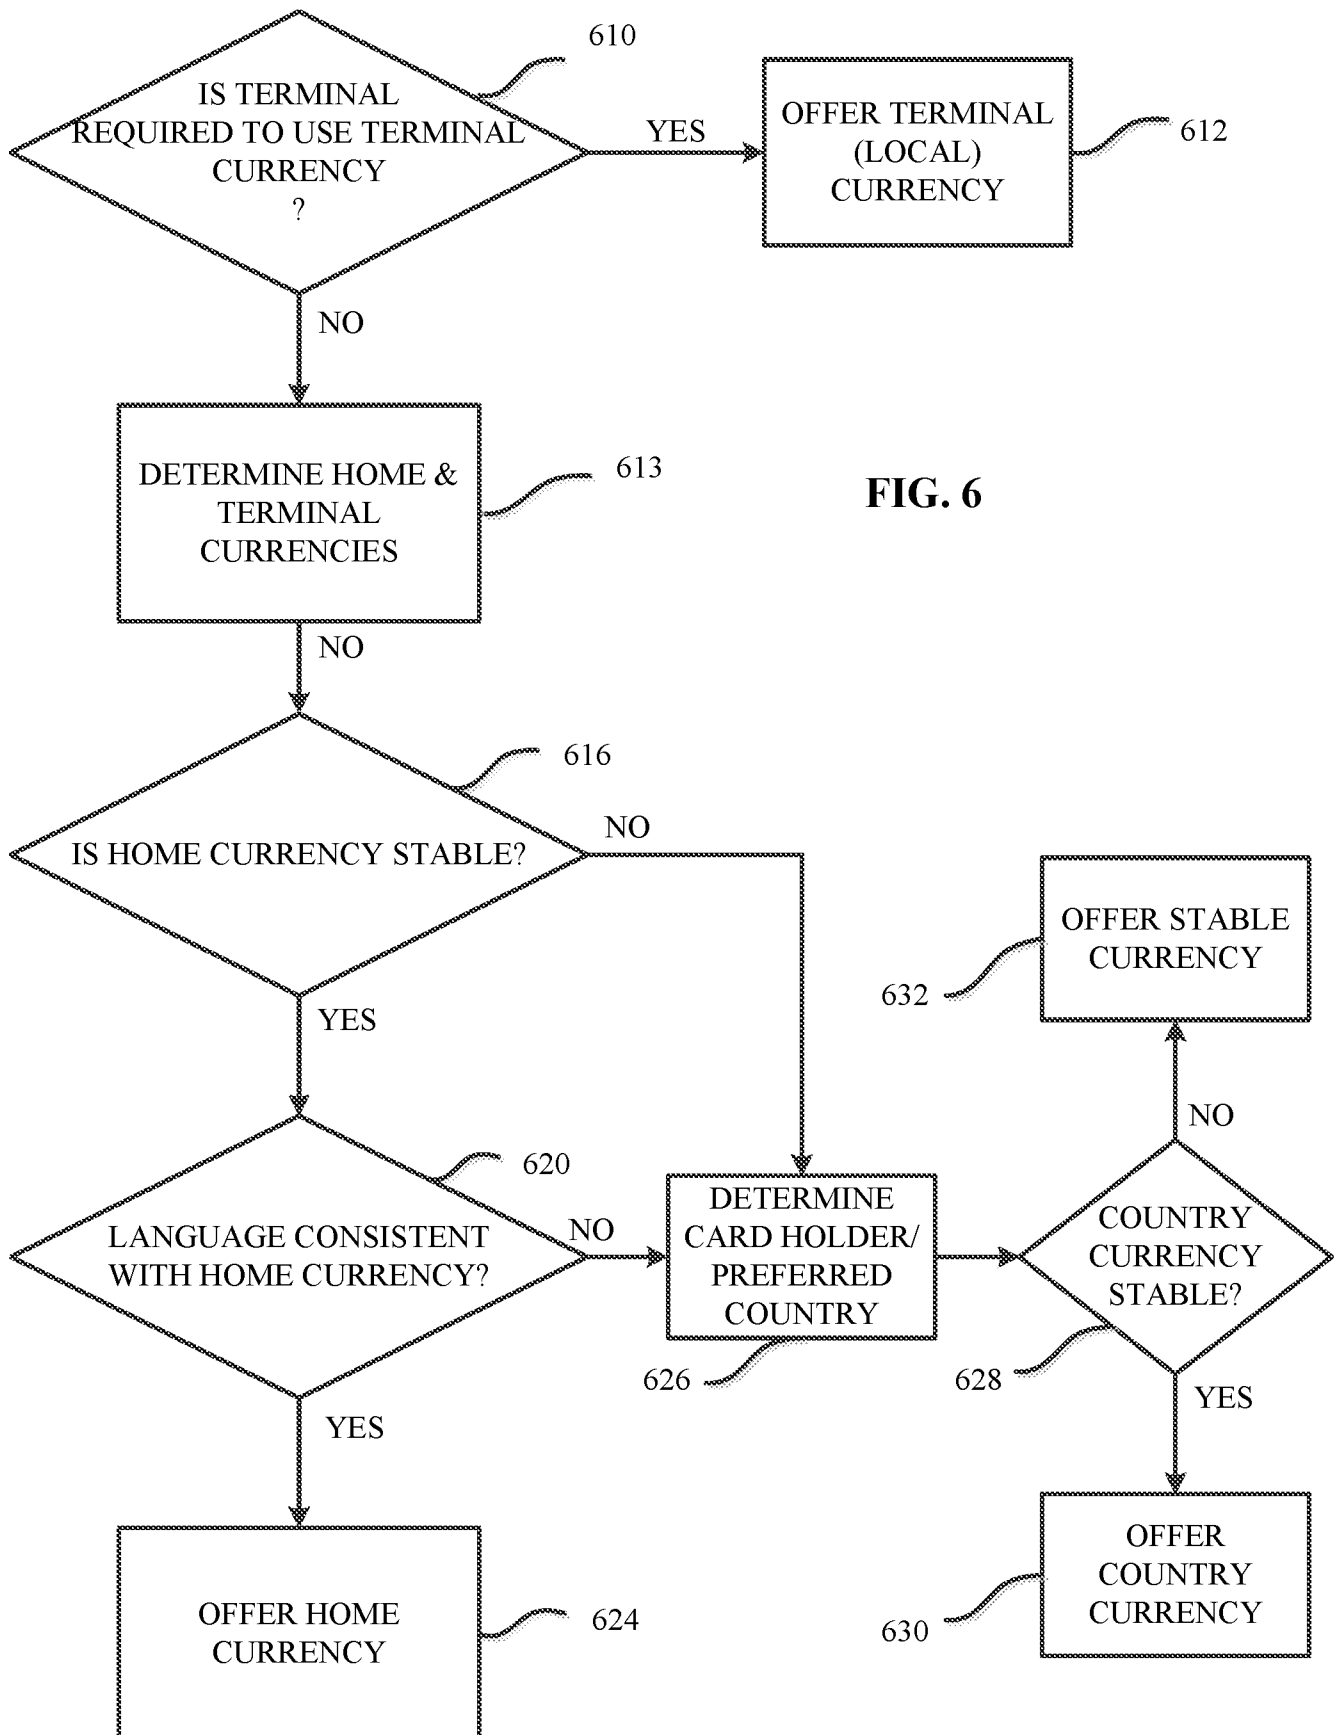 610
IS TERMINAL
REQUIRED TO USE TERMINAL
CURRENCY
?
YES
OFFER TERMINAL
(LOCAL)
CURRENCY
612
NO
DETERMINE HOME &
TERMINAL
CURRENCIES
613
FIG. 6
NO
616
IS HOME CURRENCY STABLE?
NO
YES
OFFER STABLE
CURRENCY
632
NO
620
LANGUAGE CONSISTENT
WITH HOME CURRENCY?
NO
DETERMINE
CARD HOLDER/
PREFERRED
COUNTRY
626
COUNTRY
CURRENCY
STABLE?
628
YES
YES
OFFER HOME
CURRENCY
624
OFFER
COUNTRY
CURRENCY
630